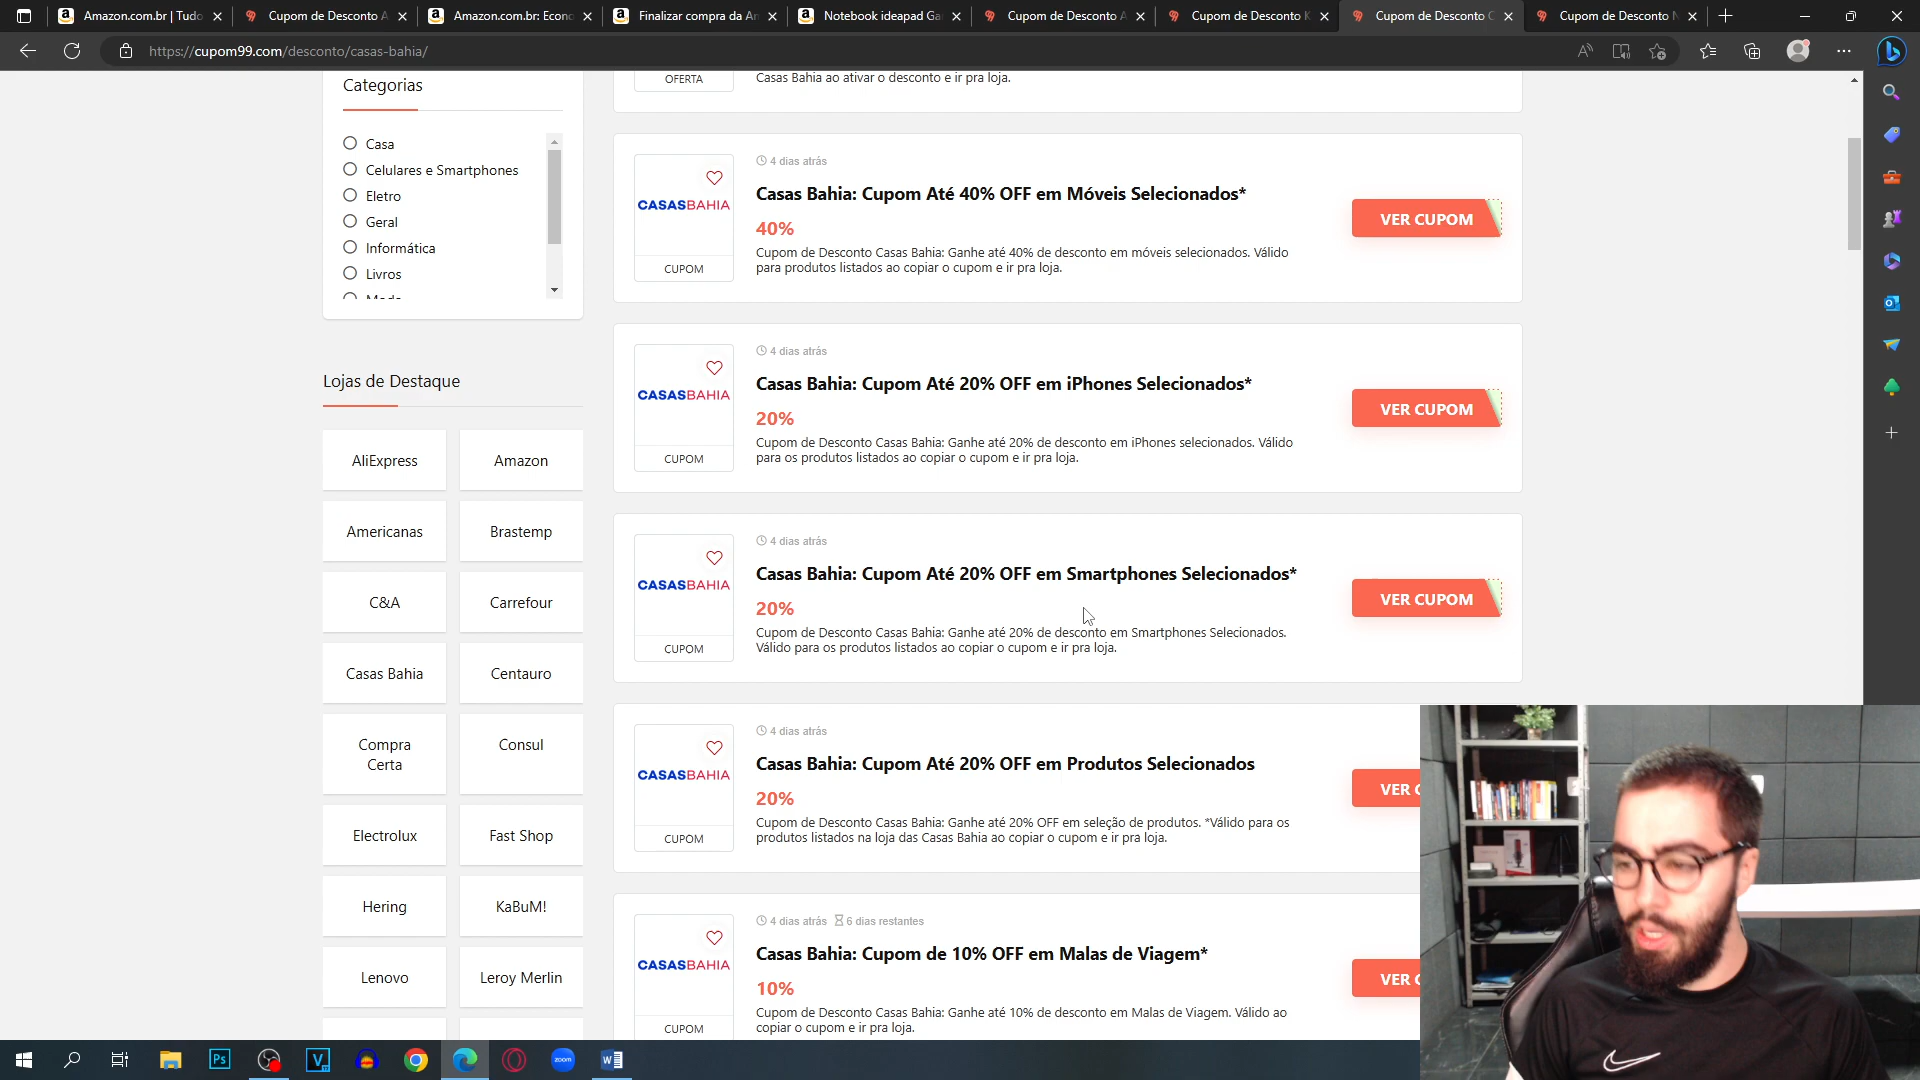 Amazon.com.br | Tudo
Cupom de Desconto A
Amazon.com.br: Econo
Finalizar compra da Am
Notebook ideapad Ga
Cupom de Desconto A
Cupom de Desconto K
Cupom de Desconto C
Cupom de Desconto N
https://cupom99.com/desconto/casas-bahia/
Categorias
Casa
Celulares e Smartphones
Eletro
Geral
Informática
Livros
Moda
Lojas de Destaque
AliExpress
Amazon
Americanas
Brastemp
C&A
Carrefour
Casas Bahia
Centauro
Compra
Certa
Consul
Electrolux
Fast Shop
Hering
KaBuM!
Lenovo
Leroy Merlin
OFERTA
Casas Bahia ao ativar o desconto e ir pra loja.
CASASBAHIA
CUPOM
4 dias atrás
Casas Bahia: Cupom Até 40% OFF em Móveis Selecionados*
40%
Cupom de Desconto Casas Bahia: Ganhe até 40% de desconto em móveis selecionados. Válido
para produtos listados ao copiar o cupom e ir pra loja.
VER CUPOM
CASASBAHIA
CUPOM
4 dias atrás
Casas Bahia: Cupom Até 20% OFF em iPhones Selecionados*
20%
Cupom de Desconto Casas Bahia: Ganhe até 20% de desconto em iPhones selecionados. Válido
para os produtos listados ao copiar o cupom e ir pra loja.
VER CUPOM
CASASBAHIA
CUPOM
4 dias atrás
Casas Bahia: Cupom Até 20% OFF em Smartphones Selecionados*
20%
Cupom de Desconto Casas Bahia: Ganhe até 20% de desconto em Smartphones Selecionados.
Válido para os produtos listados ao copiar o cupom e ir pra loja.
VER CUPOM
CASASBAHIA
CUPOM
4 dias atrás
Casas Bahia: Cupom Até 20% OFF em Produtos Selecionados
20%
Cupom de Desconto Casas Bahia: Ganhe até 20% OFF em seleção de produtos. *Válido para os
produtos listados na loja das Casas Bahia ao copiar o cupom e ir pra loja.
VER C
CASASBAHIA
CUPOM
4 dias atrás 6 dias restantes
Casas Bahia: Cupom de 10% OFF em Malas de Viagem*
10%
Cupom de Desconto Casas Bahia: Ganhe até 10% de desconto em Malas de Viagem. Válido ao
copiar o cupom e ir pra loja.
VER C
Ps
V
zoom